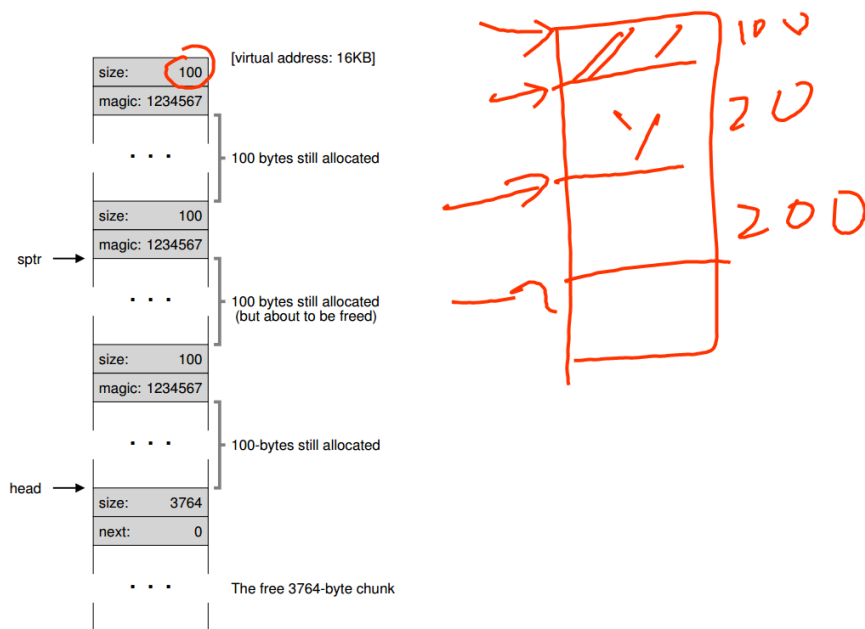 [virtual address: 16KB]
size: 100
magic: 1234567
. . .
100 bytes still allocated
size: 100
magic: 1234567
sptr
. . .
100 bytes still allocated
(but about to be freed)
size: 100
magic: 1234567
. . .
100-bytes still allocated
head
size: 3764
next: 0
. . .
The free 3764-byte chunk
100
20
200